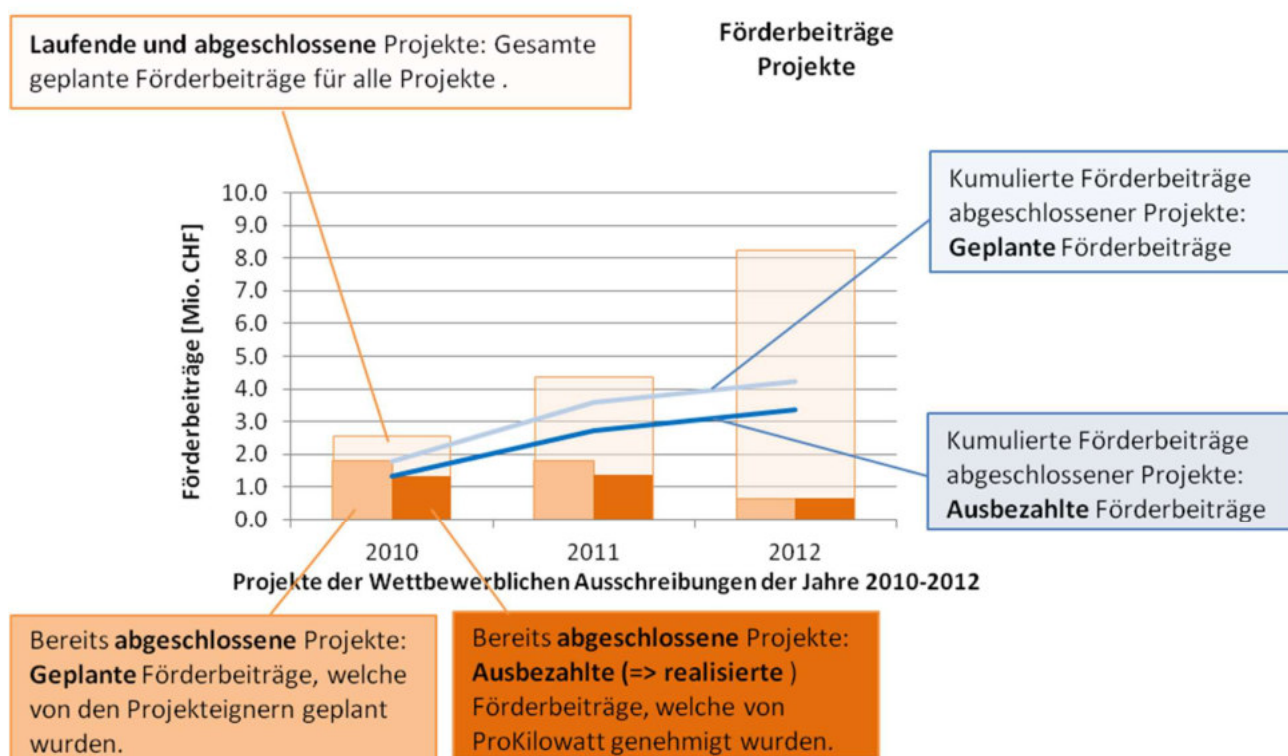 Laufende und abgeschlossene Projekte: Gesamte
geplante Förderbeiträge für alle Projekte .
Förderbeiträge
Projekte
Kumulierte Förderbeiträge
abgeschlossener Projekte:
Geplante Förderbeiträge
Förderbeiträge [Mio. CHF]
10.0
9.0
8.0
7.0
6.0
5.0
4.0
3.0
2.0
1.0
0.0
Kumulierte Förderbeiträge
abgeschlossener Projekte:
Ausbezahlte Förderbeiträge
2010 2011 2012
Projekte der Wettbewerblichen Ausschreibungen der Jahre 2010-2012
Bereits abgeschlossene Projekte:
Geplante Förderbeiträge, welche
von den Projekteignern geplant
wurden.
Bereits abgeschlossene Projekte:
Ausbezahlte (=> realisierte )
Förderbeiträge, welche von
ProKilowatt genehmigt wurden.